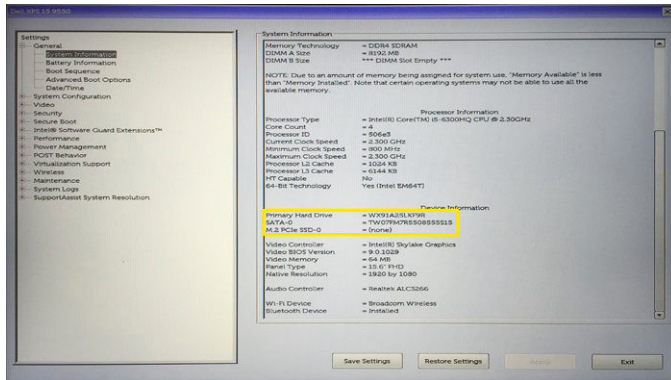 Dell XPS 15 9550
Settings
General
System Information
Battery Information
Boot Sequence
Advanced Boot Options
Date/Time
System Configuration
Video
Security
Secure Boot
Intel® Software Guard Extensions™
Performance
Power Management
POST Behavior
Virtualization Support
Wireless
Maintenance
System Logs
SupportAssist System Resolution
System Information
Memory Technology = DDR4 SDRAM
DIMM A Size = 8192 MB
DIMM B Size *** DIMM Slot Empty ***
NOTE: Due to an amount of memory being assigned for system use, "Memory Available" is less
than "Memory Installed". Note that certain operating systems may not be able to use all the
available memory.
Processor Information
Processor Type = Intel(R) Core(TM) i5-6300HQ CPU @ 2.30GHz
Core Count = 4
Processor ID = 506e3
Current Clock Speed = 2.300 GHz
Minimum Clock Speed = 800 MHz
Maximum Clock Speed = 2.300 GHz
Processor L2 Cache = 1024 KB
Processor L3 Cache = 6144 KB
HT Capable No
64-Bit Technology Yes (Intel EM64T)
Device Information
Primary Hard Drive
SATA-0
M.2 PCIe SSD-0 = (none)
Video Controller = Intel(R) Skylake Graphics
Video BIOS Version = 9.0.1029
Video Memory = 64 MB
Panel Type = 15.6" FHD
Native Resolution = 1920 by 1080
Audio Controller = Realtek ALC3266
Wi-Fi Device = Broadcom Wireless
Bluetooth Device = Installed
Save Settings
Restore Settings
Apply
Exit